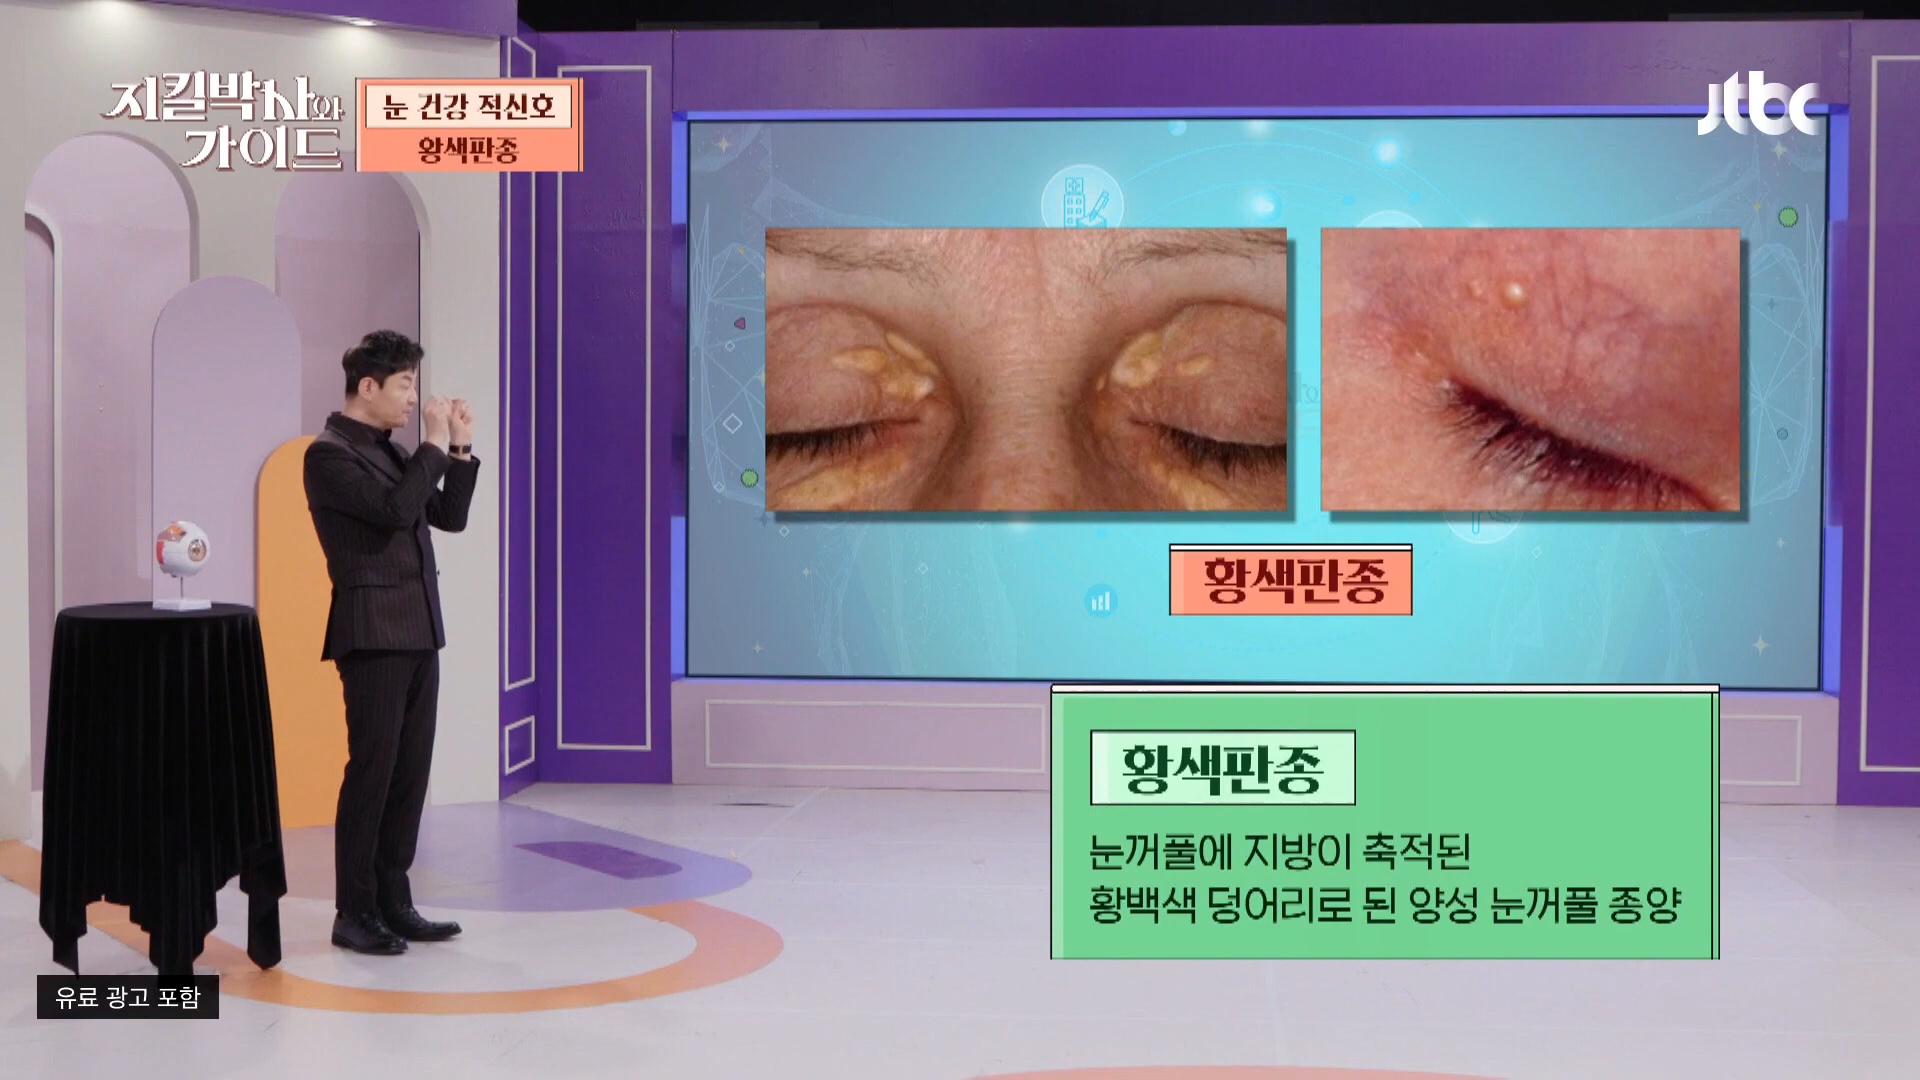 지킬박사와
가이드
눈 건강 적신호
황색판종
jtbc
황색판종
황색판종
눈꺼풀에 지방이 축적된
황백색 덩어리로 된 양성 눈꺼풀 종양
유료 광고 포함